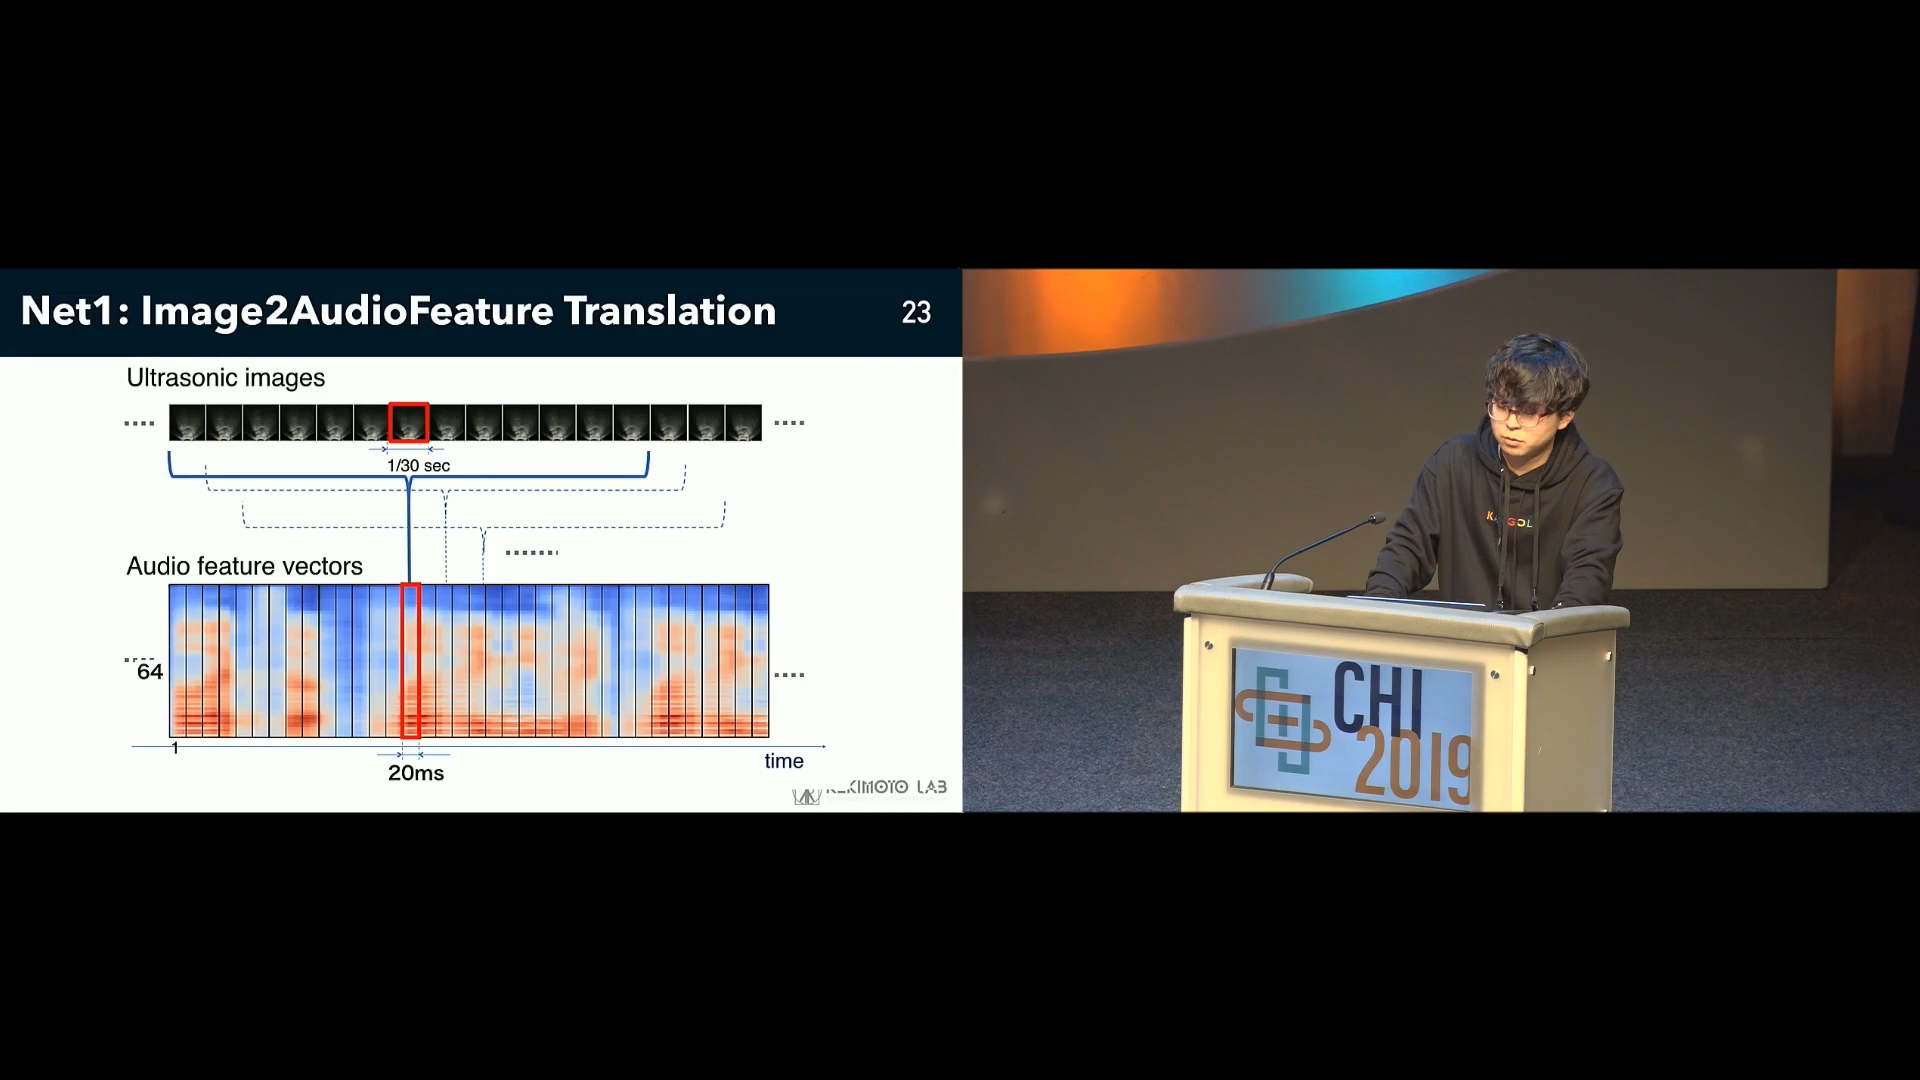 Net1: Image2AudioFeature Translation
23
Ultrasonic images
1/30 sec
Audio feature vectors
64
1
time
20ms
LAB
CHI
2019